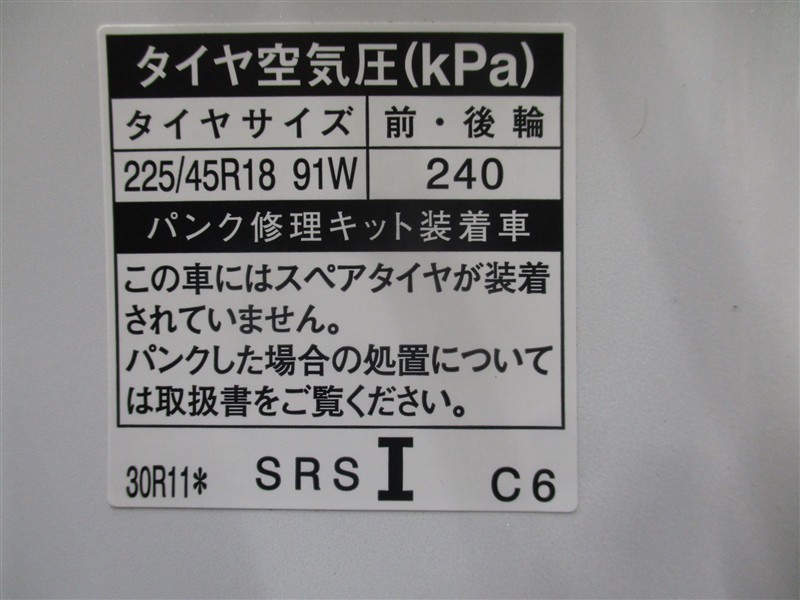 タイヤ空気圧(kPa)
タイヤサイズ 前・後輪
225/45R18 91W 240
パンク修理キット装着車
この車にはスペアタイヤが装着
されていません。
パンクした場合の処置について
は取扱書をご覧ください。
30R11* SRS I C6